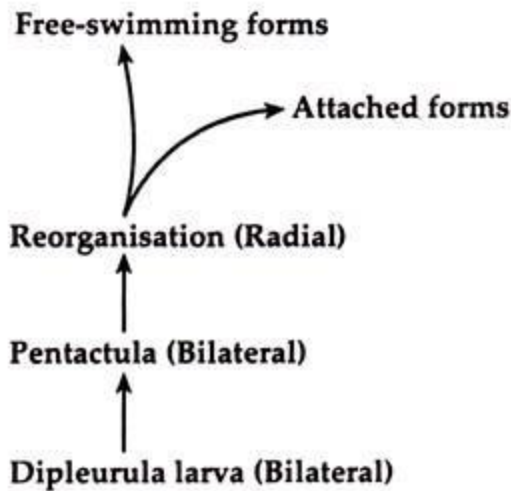 Free-swimming forms
Attached forms
Reorganisation (Radial)
Pentactula (Bilateral)
Dipleurula larva (Bilateral)